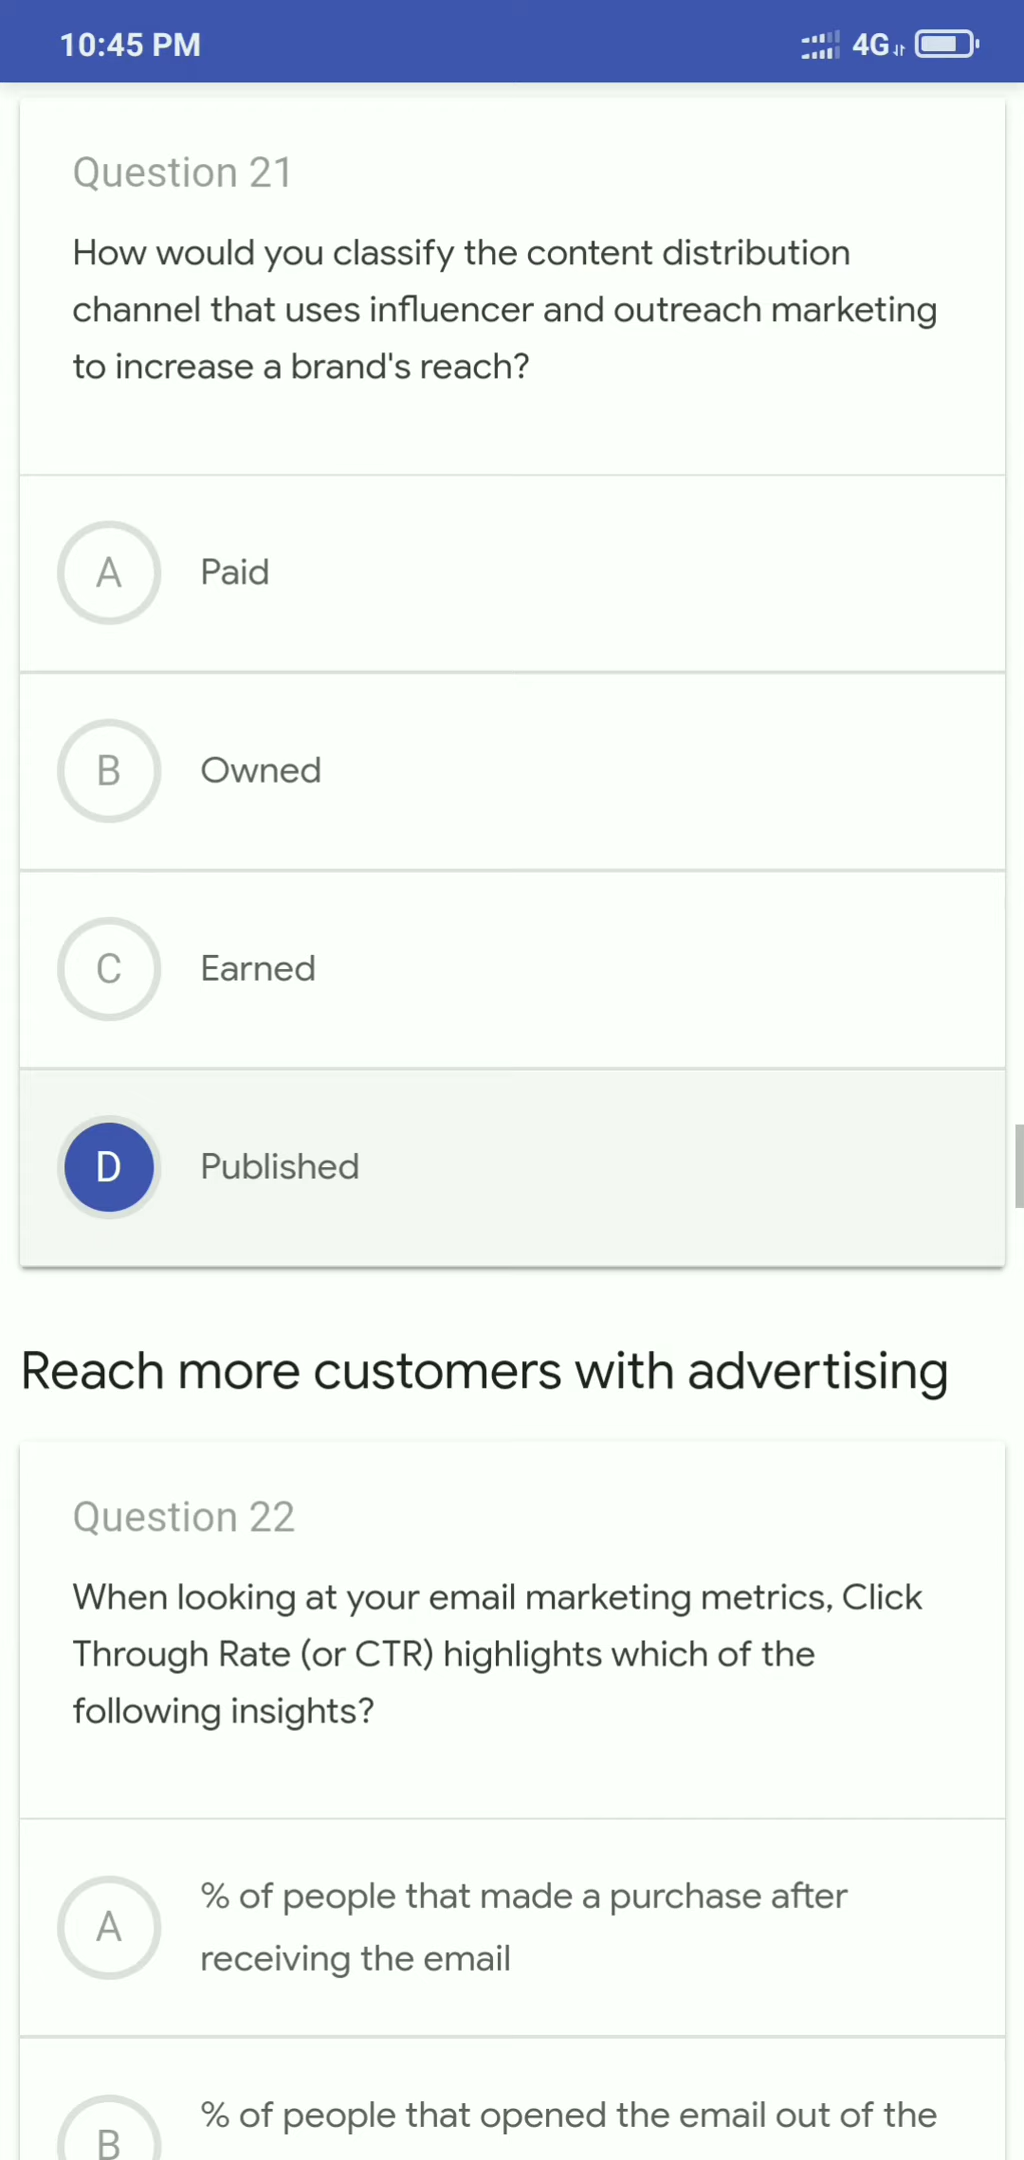 10:45 PM
4G
Question 21
How would you classify the content distribution
channel that uses influencer and outreach marketing
to increase a brand's reach?
A
Paid
B
Owned
C
Earned
D
Published
Reach more customers with advertising
Question 22
When looking at your email marketing metrics, Click
Through Rate (or CTR) highlights which of the
following insights?
A
% of people that made a purchase after
receiving the email
B
% of people that opened the email out of the